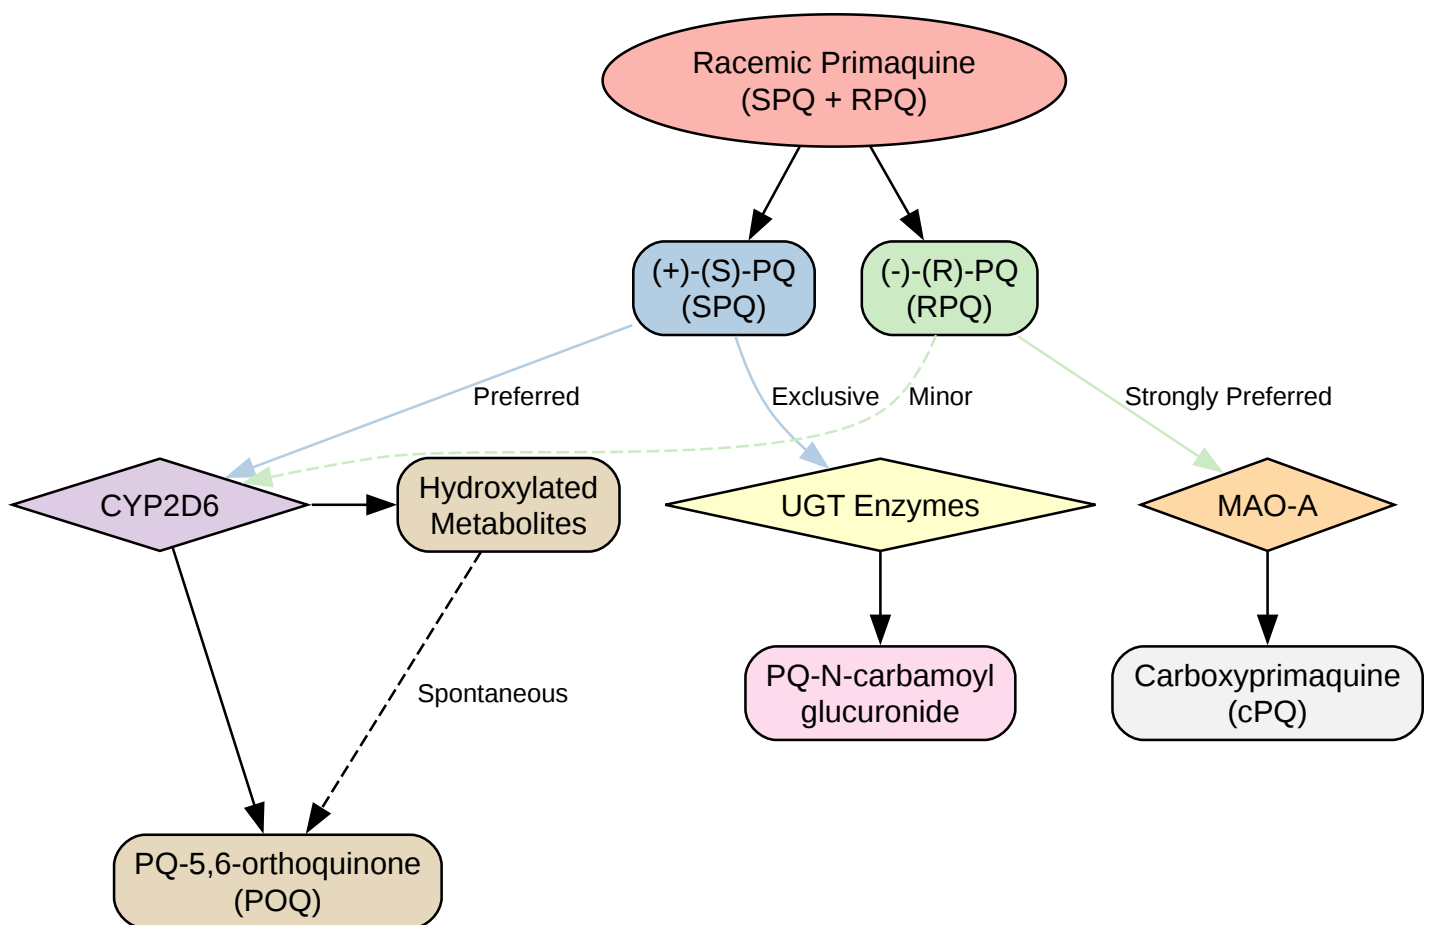 Racemic Primaquine
(SPQ + RPQ)
(+)-(S)-PQ
(SPQ)
(-)-(R)-PQ
(RPQ)
Preferred
Exclusive
Minor
Strongly Preferred
CYP2D6
Hydroxylated
Metabolites
UGT Enzymes
MAO-A
Spontaneous
PQ-N-carbamoyl
glucuronide
Carboxyprimaquine
(cPQ)
PQ-5,6-orthoquinone
(POQ)